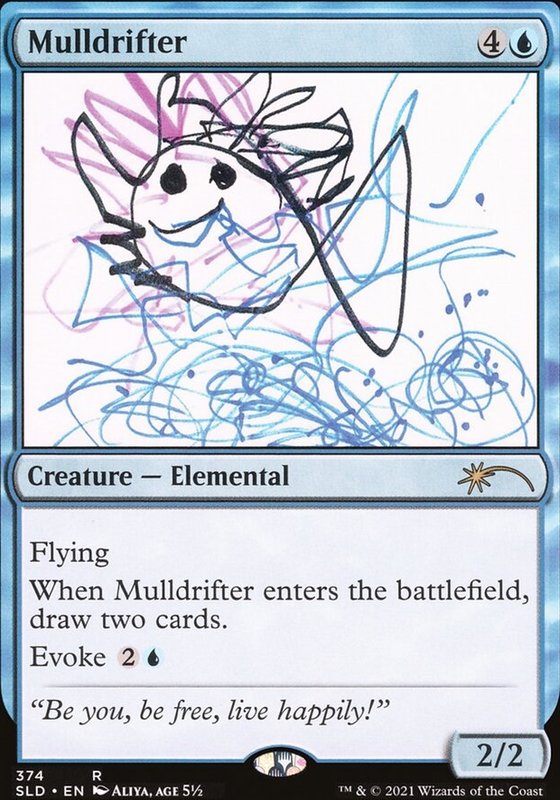 Mulldrifter 4
Creature — Elemental
Flying
When Mulldrifter enters the battlefield,
draw two cards.
Evoke 2
“Be you, be free, live happily!”
2/2
374 R
SLD • EN Aliya, age 5½
™ & © 2021 Wizards of the Coast